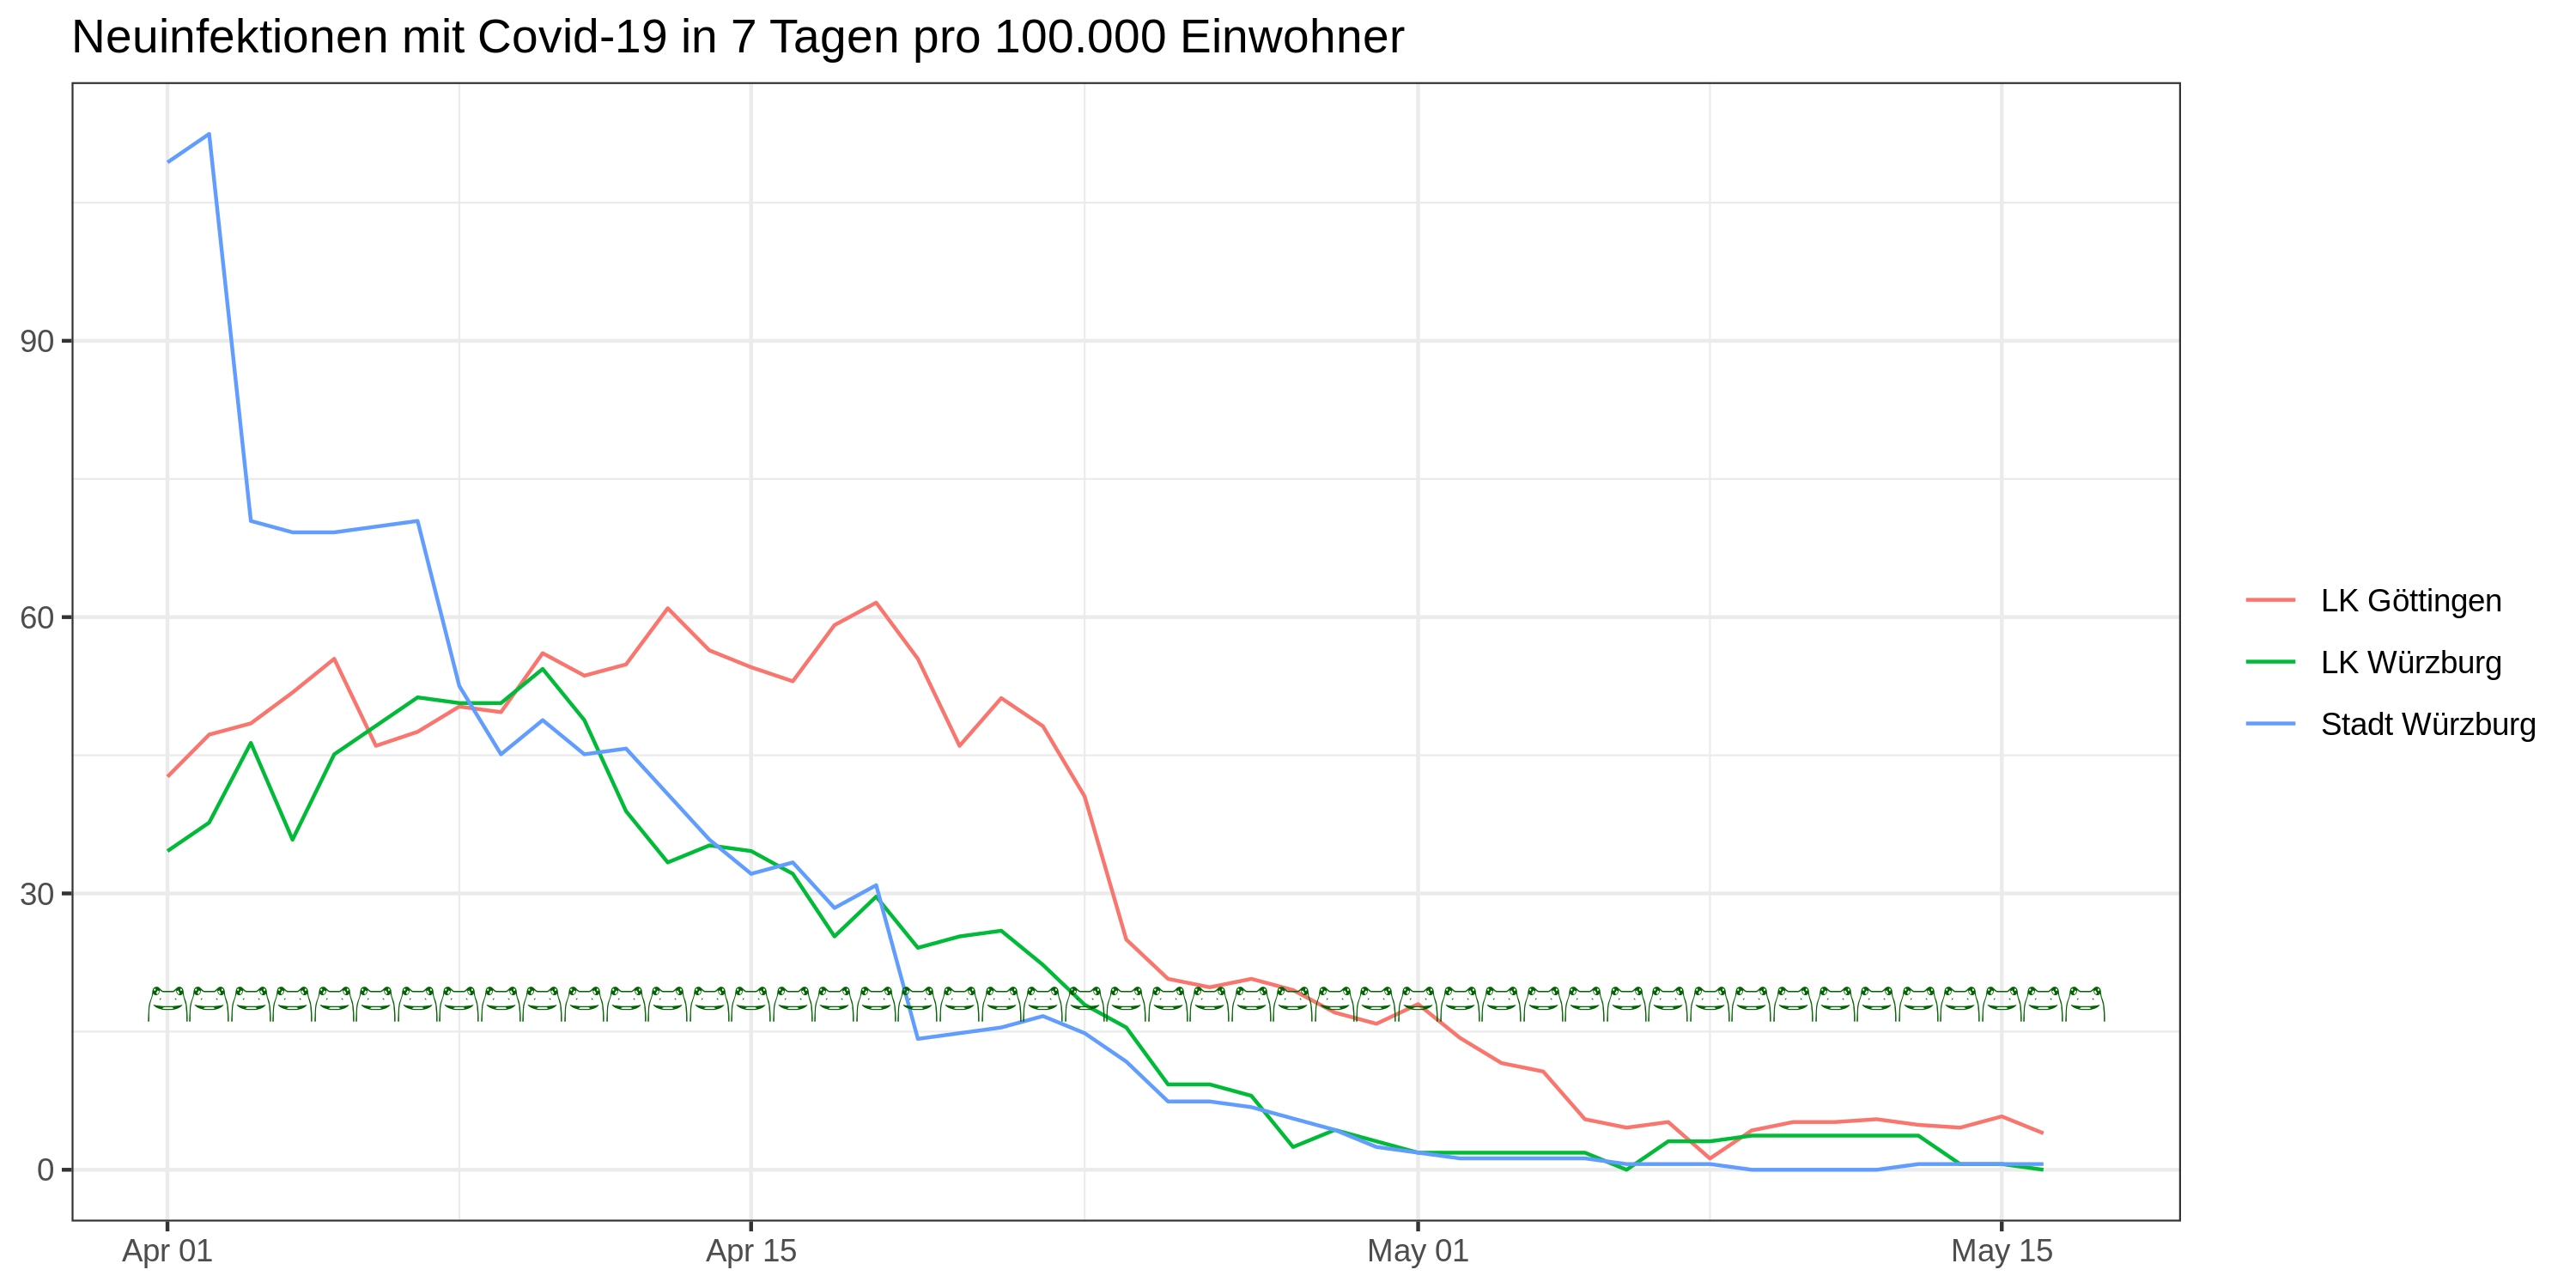 Neuinfektionen mit Covid-19 in 7 Tagen pro 100.000 Einwohner
90
60
30
0
Apr 01
Apr 15
May 01
May 15
LK Göttingen
LK Würzburg
Stadt Würzburg